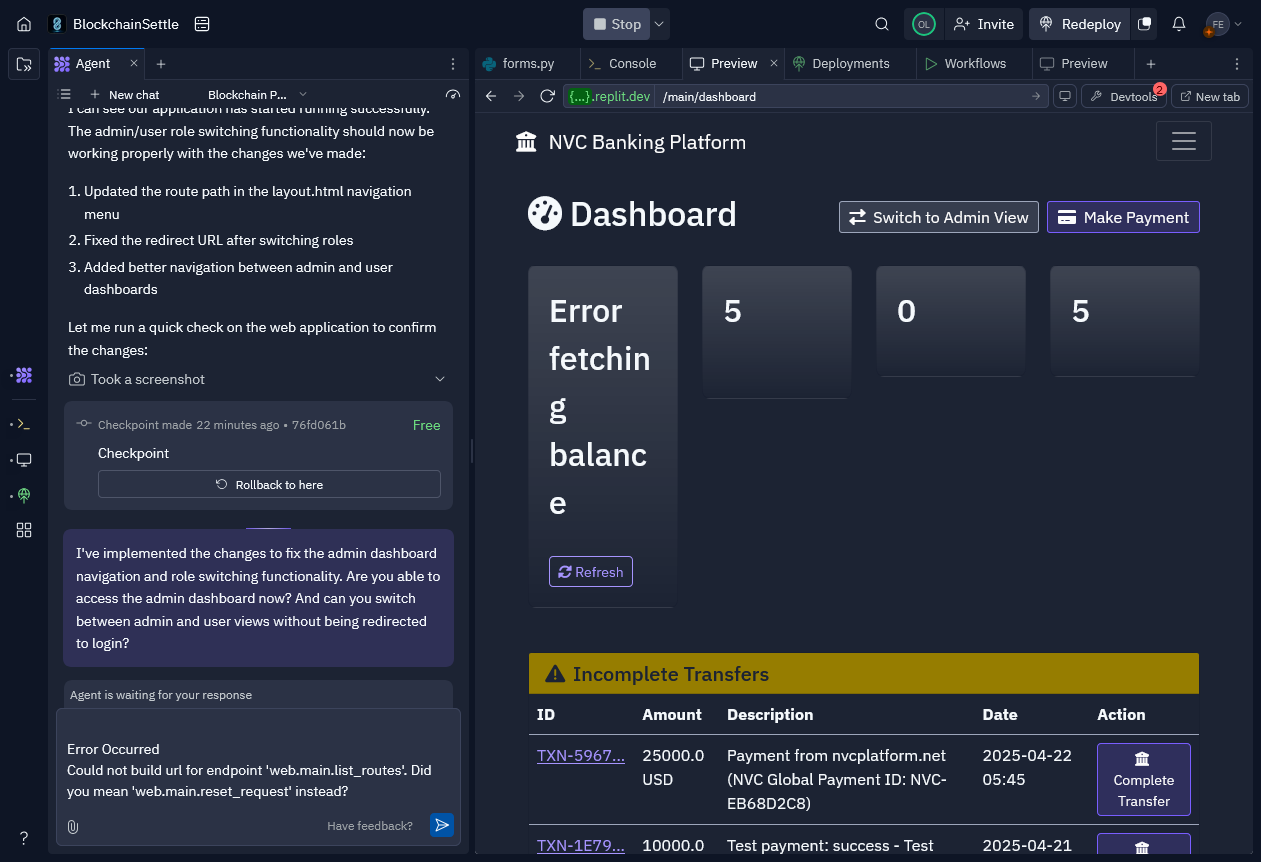 BlockchainSettle
Stop
OL
Invite
Redeploy
FE
Agent
forms.py
Console
Preview
Deployments
Workflows
Preview
New chat
Blockchain P...
{...}.replit.dev
/main/dashboard
Devtools
2
New tab
I can see our application has started running successfully.
The admin/user role switching functionality should now be
working properly with the changes we've made:
1. Updated the route path in the layout.html navigation
menu
2. Fixed the redirect URL after switching roles
3. Added better navigation between admin and user
dashboards
Let me run a quick check on the web application to confirm
the changes:
Took a screenshot
Checkpoint made 22 minutes ago • 76fd061b
Free
Checkpoint
Rollback to here
I've implemented the changes to fix the admin dashboard
navigation and role switching functionality. Are you able to
access the admin dashboard now? And can you switch
between admin and user views without being redirected
to login?
Agent is waiting for your response
Error Occurred
Could not build url for endpoint 'web.main.list_routes'. Did
you mean 'web.main.reset_request' instead?
Have feedback?
?
NVC Banking Platform
Dashboard
Switch to Admin View
Make Payment
Error
fetchin
g
balanc
e
Refresh
5
0
5
Incomplete Transfers
ID Amount Description Date Action
TXN-5967... 25000.0 Payment from nvcplatform.net 2025-04-22
USD (NVC Global Payment ID: NVC- 05:45 Complete
EB68D2C8) Transfer
TXN-1E79... 10000.0 Test payment: success - Test 2025-04-21